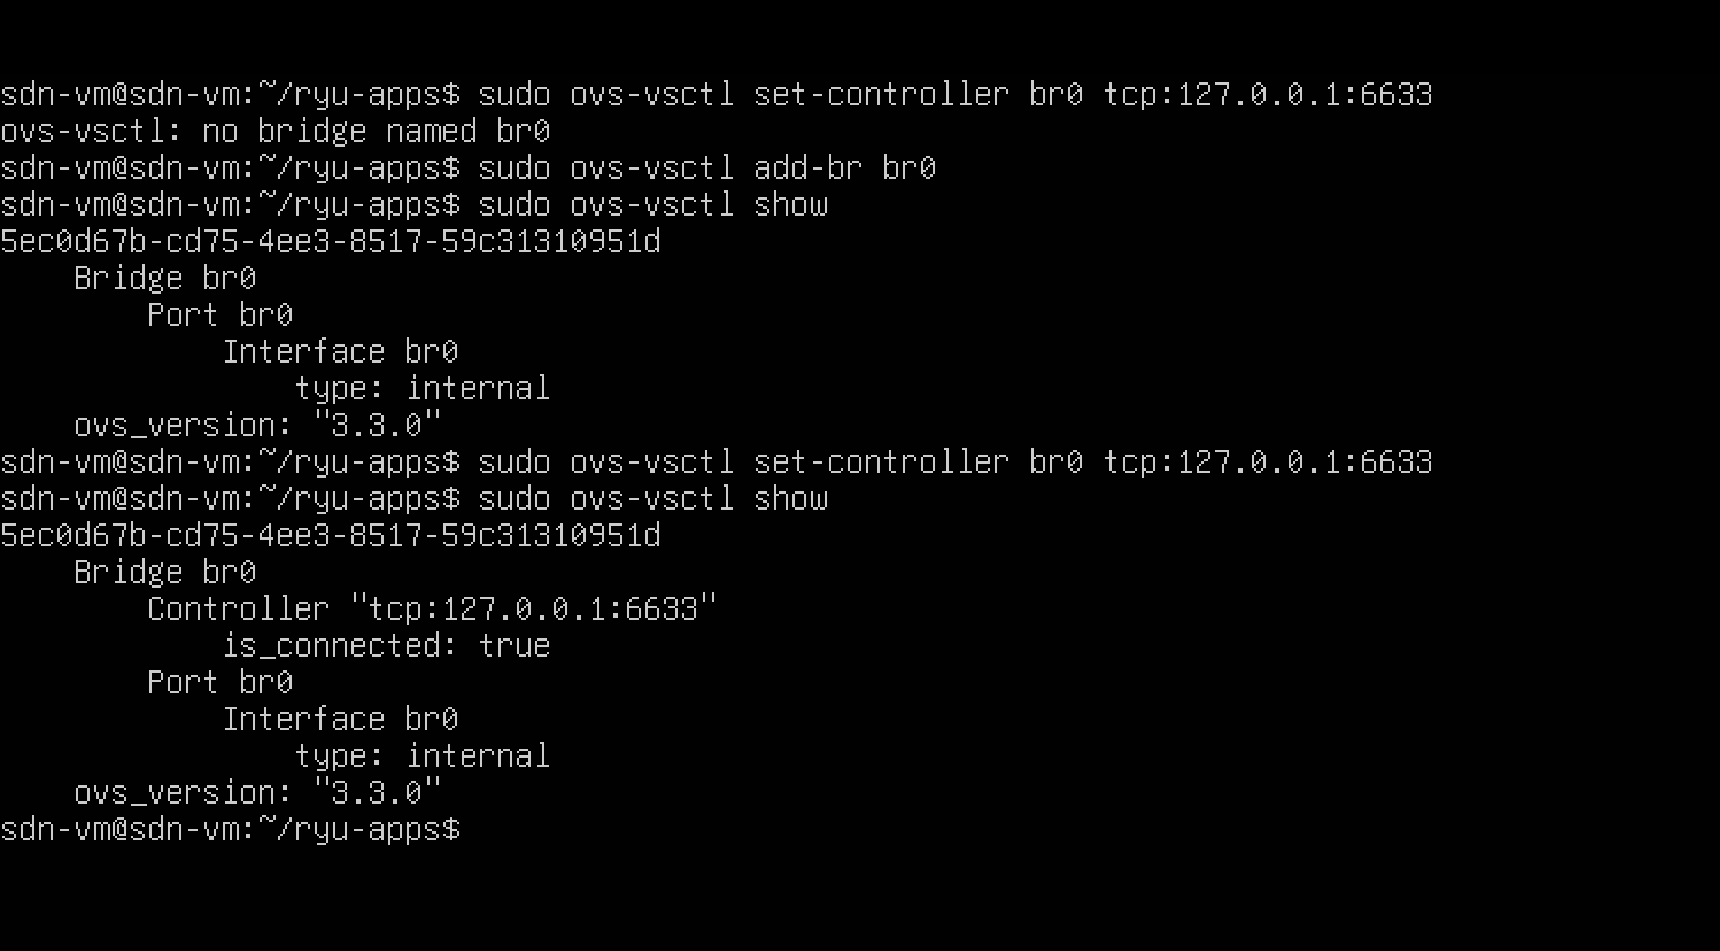 sdn-vm@sdn-vm:~/ryu-apps$ sudo ovs-vsctl set-controller br0 tcp:127.0.0.1:6633
ovs-vsctl: no bridge named br0
sdn-vm@sdn-vm:~/ryu-apps$ sudo ovs-vsctl add-br br0
sdn-vm@sdn-vm:~/ryu-apps$ sudo ovs-vsctl show
5ec0d67b-cd75-4ee3-8517-59c31310951d
    Bridge br0
        Port br0
            Interface br0
                type: internal
    ovs_version: "3.3.0"
sdn-vm@sdn-vm:~/ryu-apps$ sudo ovs-vsctl set-controller br0 tcp:127.0.0.1:6633
sdn-vm@sdn-vm:~/ryu-apps$ sudo ovs-vsctl show
5ec0d67b-cd75-4ee3-8517-59c31310951d
    Bridge br0
        Controller "tcp:127.0.0.1:6633"
            is_connected: true
        Port br0
            Interface br0
                type: internal
    ovs_version: "3.3.0"
sdn-vm@sdn-vm:~/ryu-apps$